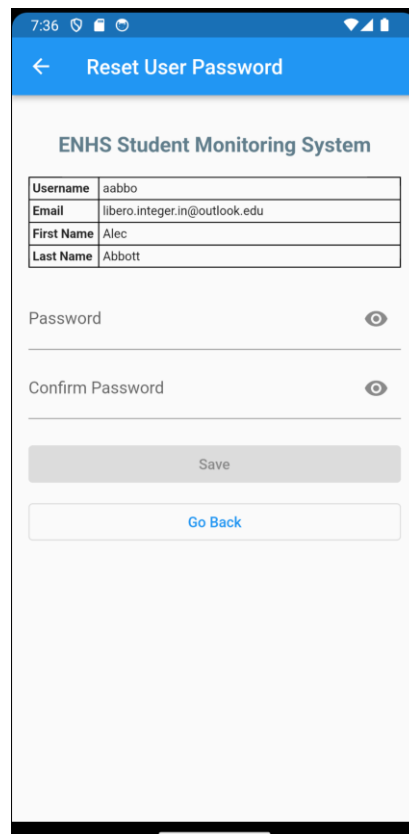 7:36
Reset User Password
ENHS Student Monitoring System
Username aabbo
Email libero.integer.in@outlook.edu
First Name Alec
Last Name Abbott
Password
Confirm Password
Save
Go Back